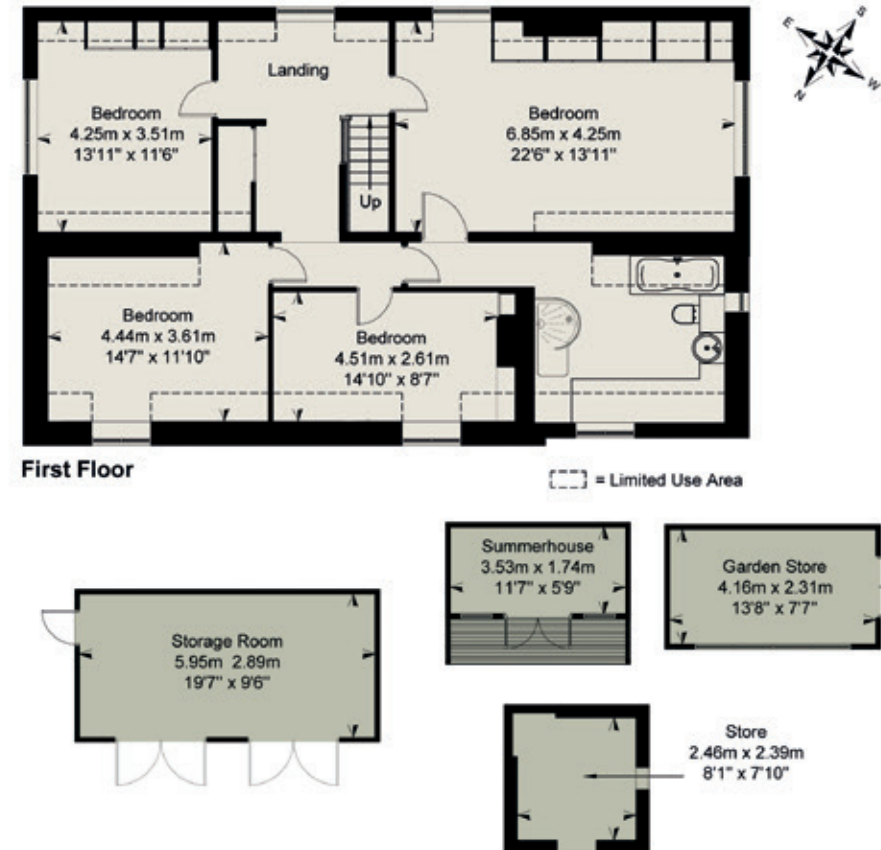 E
S
N
W
Landing
Bedroom
4.25m x 3.51m
13'11" x 11'6"
Bedroom
6.85m x 4.25m
22'6" x 13'11"
Up
Bedroom
4.44m x 3.61m
14'7" x 11'10"
Bedroom
4.51m x 2.61m
14'10" x 8'7"
First Floor
= Limited Use Area
Summerhouse
3.53m x 1.74m
11'7" x 5'9"
Garden Store
4.16m x 2.31m
13'8" x 7'7"
Storage Room
5.95m 2.89m
19'7" x 9'6"
Store
2.46m x 2.39m
8'1" x 7'10"